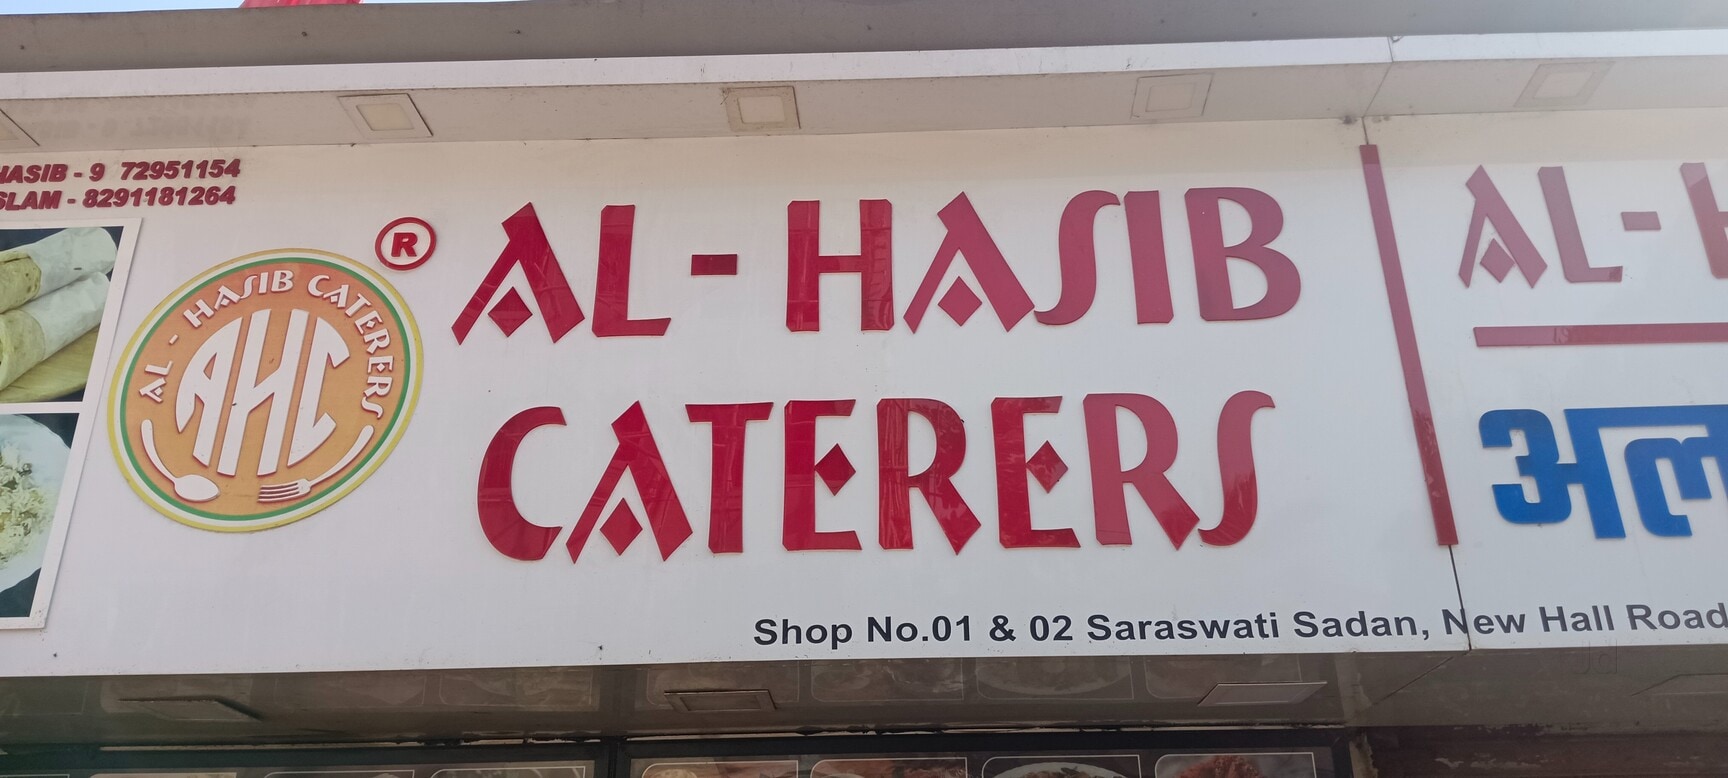 HASIB - 9 72951154
SLAM - 8291181264
®
AL - HASIB CATERERS
AHC
AL - HASIB
CATERERS
Shop No.01 & 02 Saraswati Sadan, New Hall Road
AL - H
अल